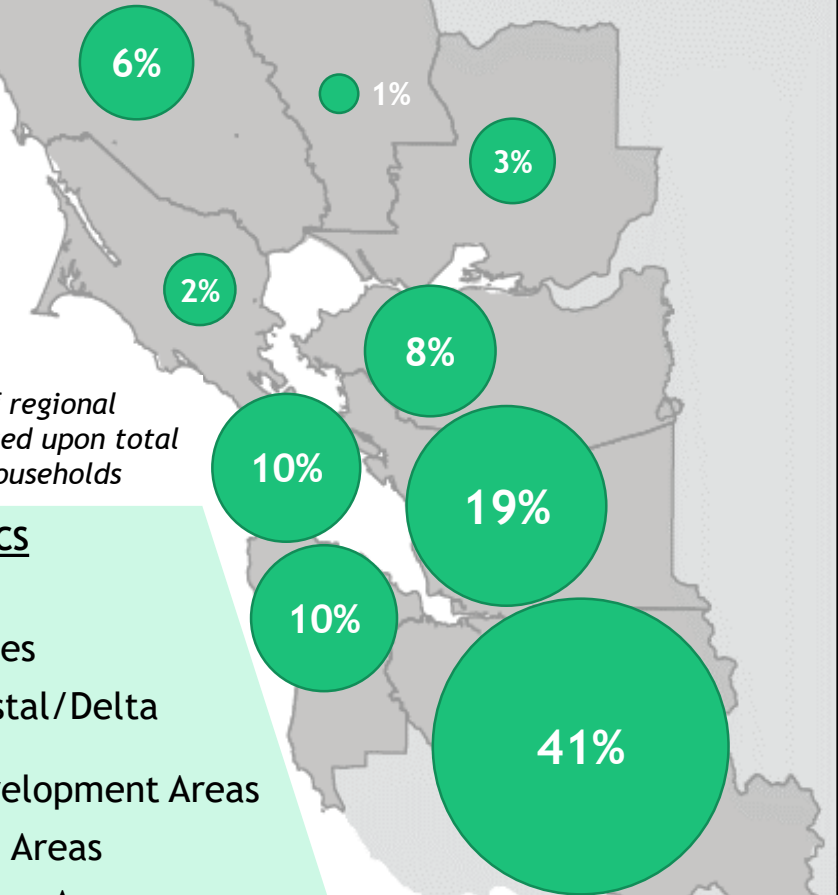 6%
1%
3%
2%
8%
regional
ed upon total
ouseholds
10%
19%
cs
10%
es
stal/Delta
41%
velopment Areas
Areas